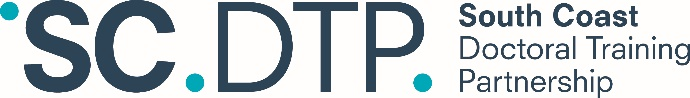 SC.DTP.
South Coast
Doctoral Training
Partnership